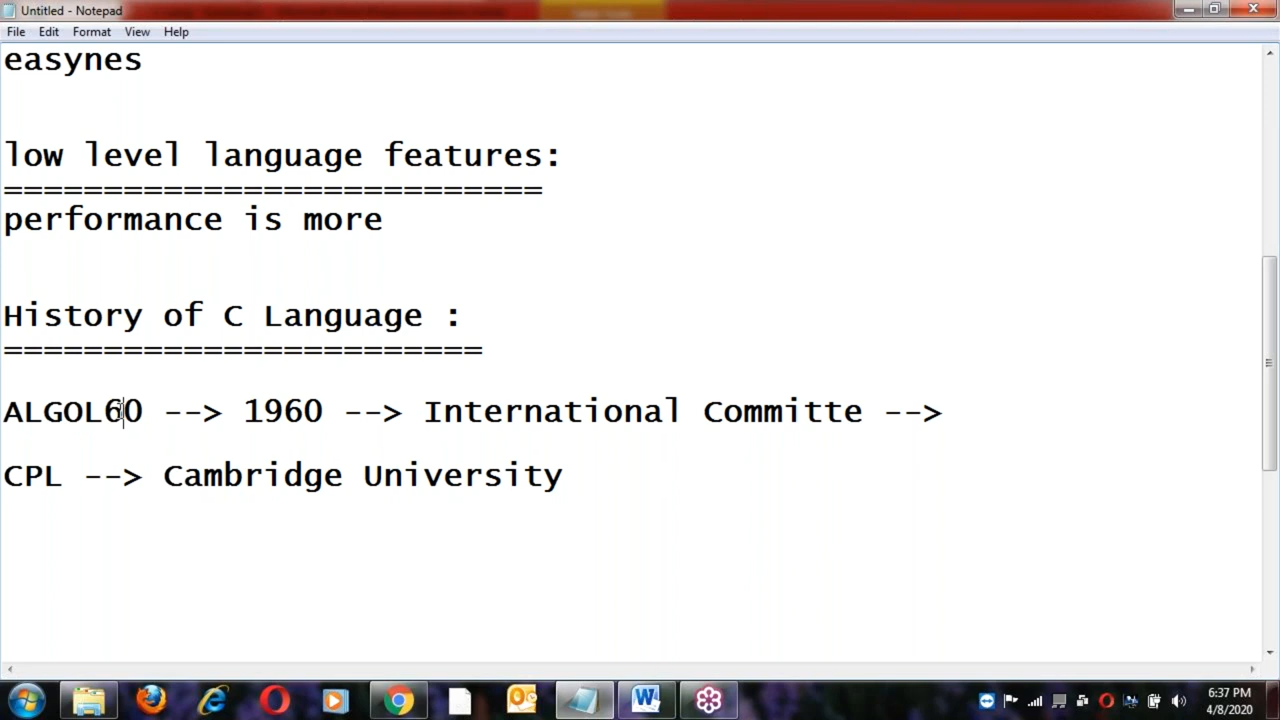 Untitled - Notepad
File Edit Format View Help
easynes
low level language features:
===========================
performance is more
History of C Language :
========================
ALGOL60 --> 1960 --> International Committe -->
CPL --> Cambridge University
6:37 PM
4/8/2020